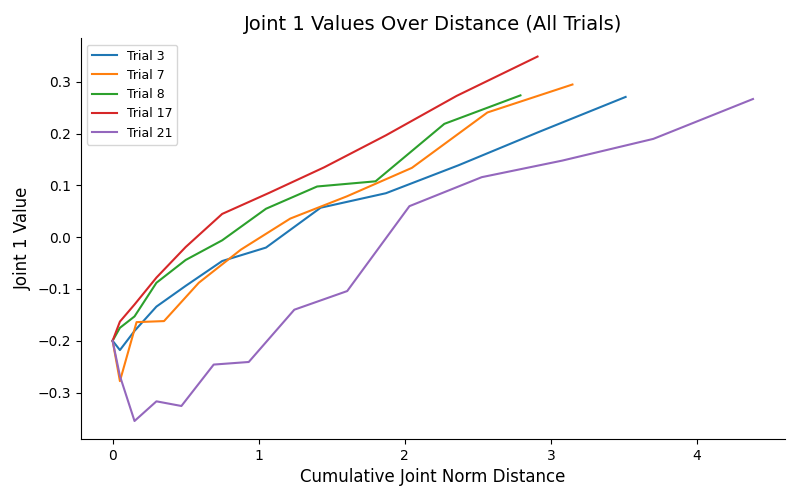 Joint 1 Values Over Distance (All Trials)
Trial 3
Trial 7
Trial 8
Trial 17
Trial 21
Joint 1 Value
0.3
0.2
0.1
0.0
−0.1
−0.2
−0.3
0 1 2 3 4
Cumulative Joint Norm Distance